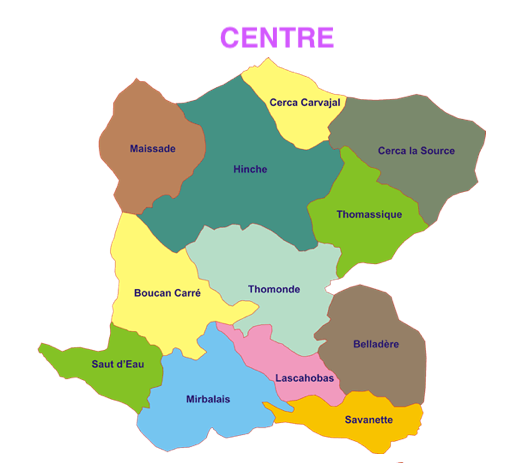 CENTRE
Cerca Carvajal
Maissade
Cerca la Source
Hinche
Thomassique
Boucan Carré
Thomonde
Belladère
Saut d'Eau
Lascahobas
Mirbalais
Savanette